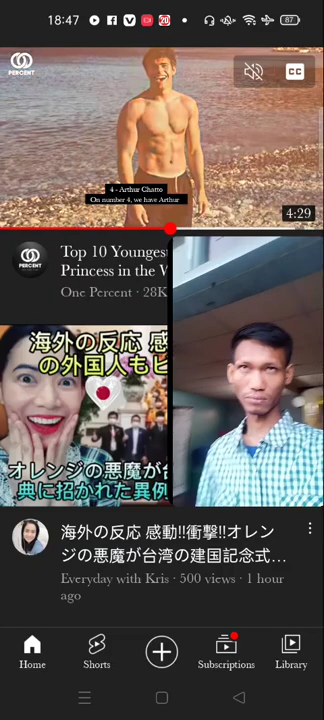 18:47
20
87
PERCENT
CC
4 - Arthur Chatto
On number 4, we have Arthur
4:29
Top 10 Youngest
Princess in the W
One Percent · 28K
海外の反応 感
の外国人もヒ
オレンジの悪魔が台
典に招かれた異例
海外の反応 感動!!衝撃!!オレン
ジの悪魔が台湾の建国記念式...
Everyday with Kris · 500 views · 1 hour
ago
Home
Shorts
Subscriptions
Library